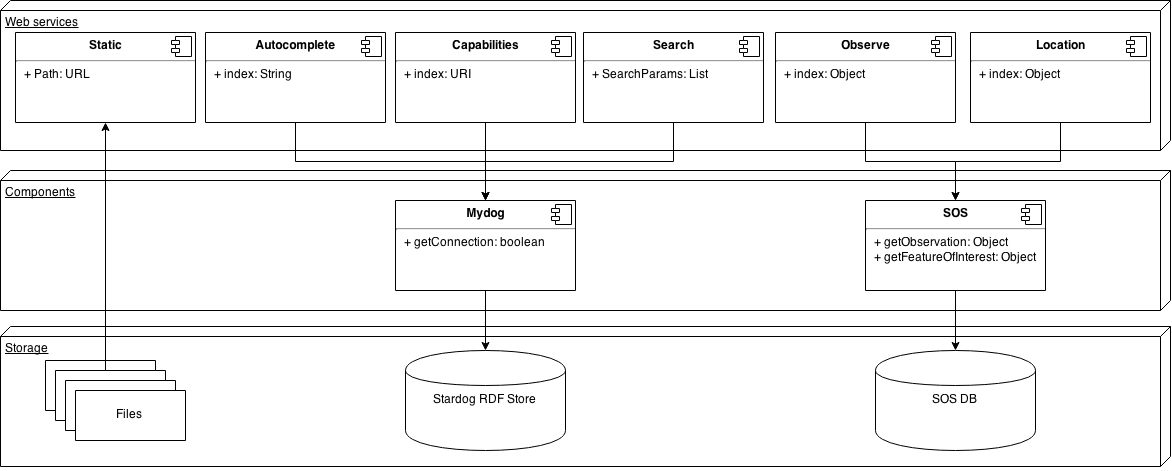 Web services
Static
+ Path: URL
Autocomplete
+ index: String
Capabilities
+ index: URI
Search
+ SearchParams: List
Observe
+ index: Object
Location
+ index: Object
Components
Mydog
+ getConnection: boolean
SOS
+ getObservation: Object
+ getFeatureOfInterest: Object
Storage
Files
Stardog RDF Store
SOS DB